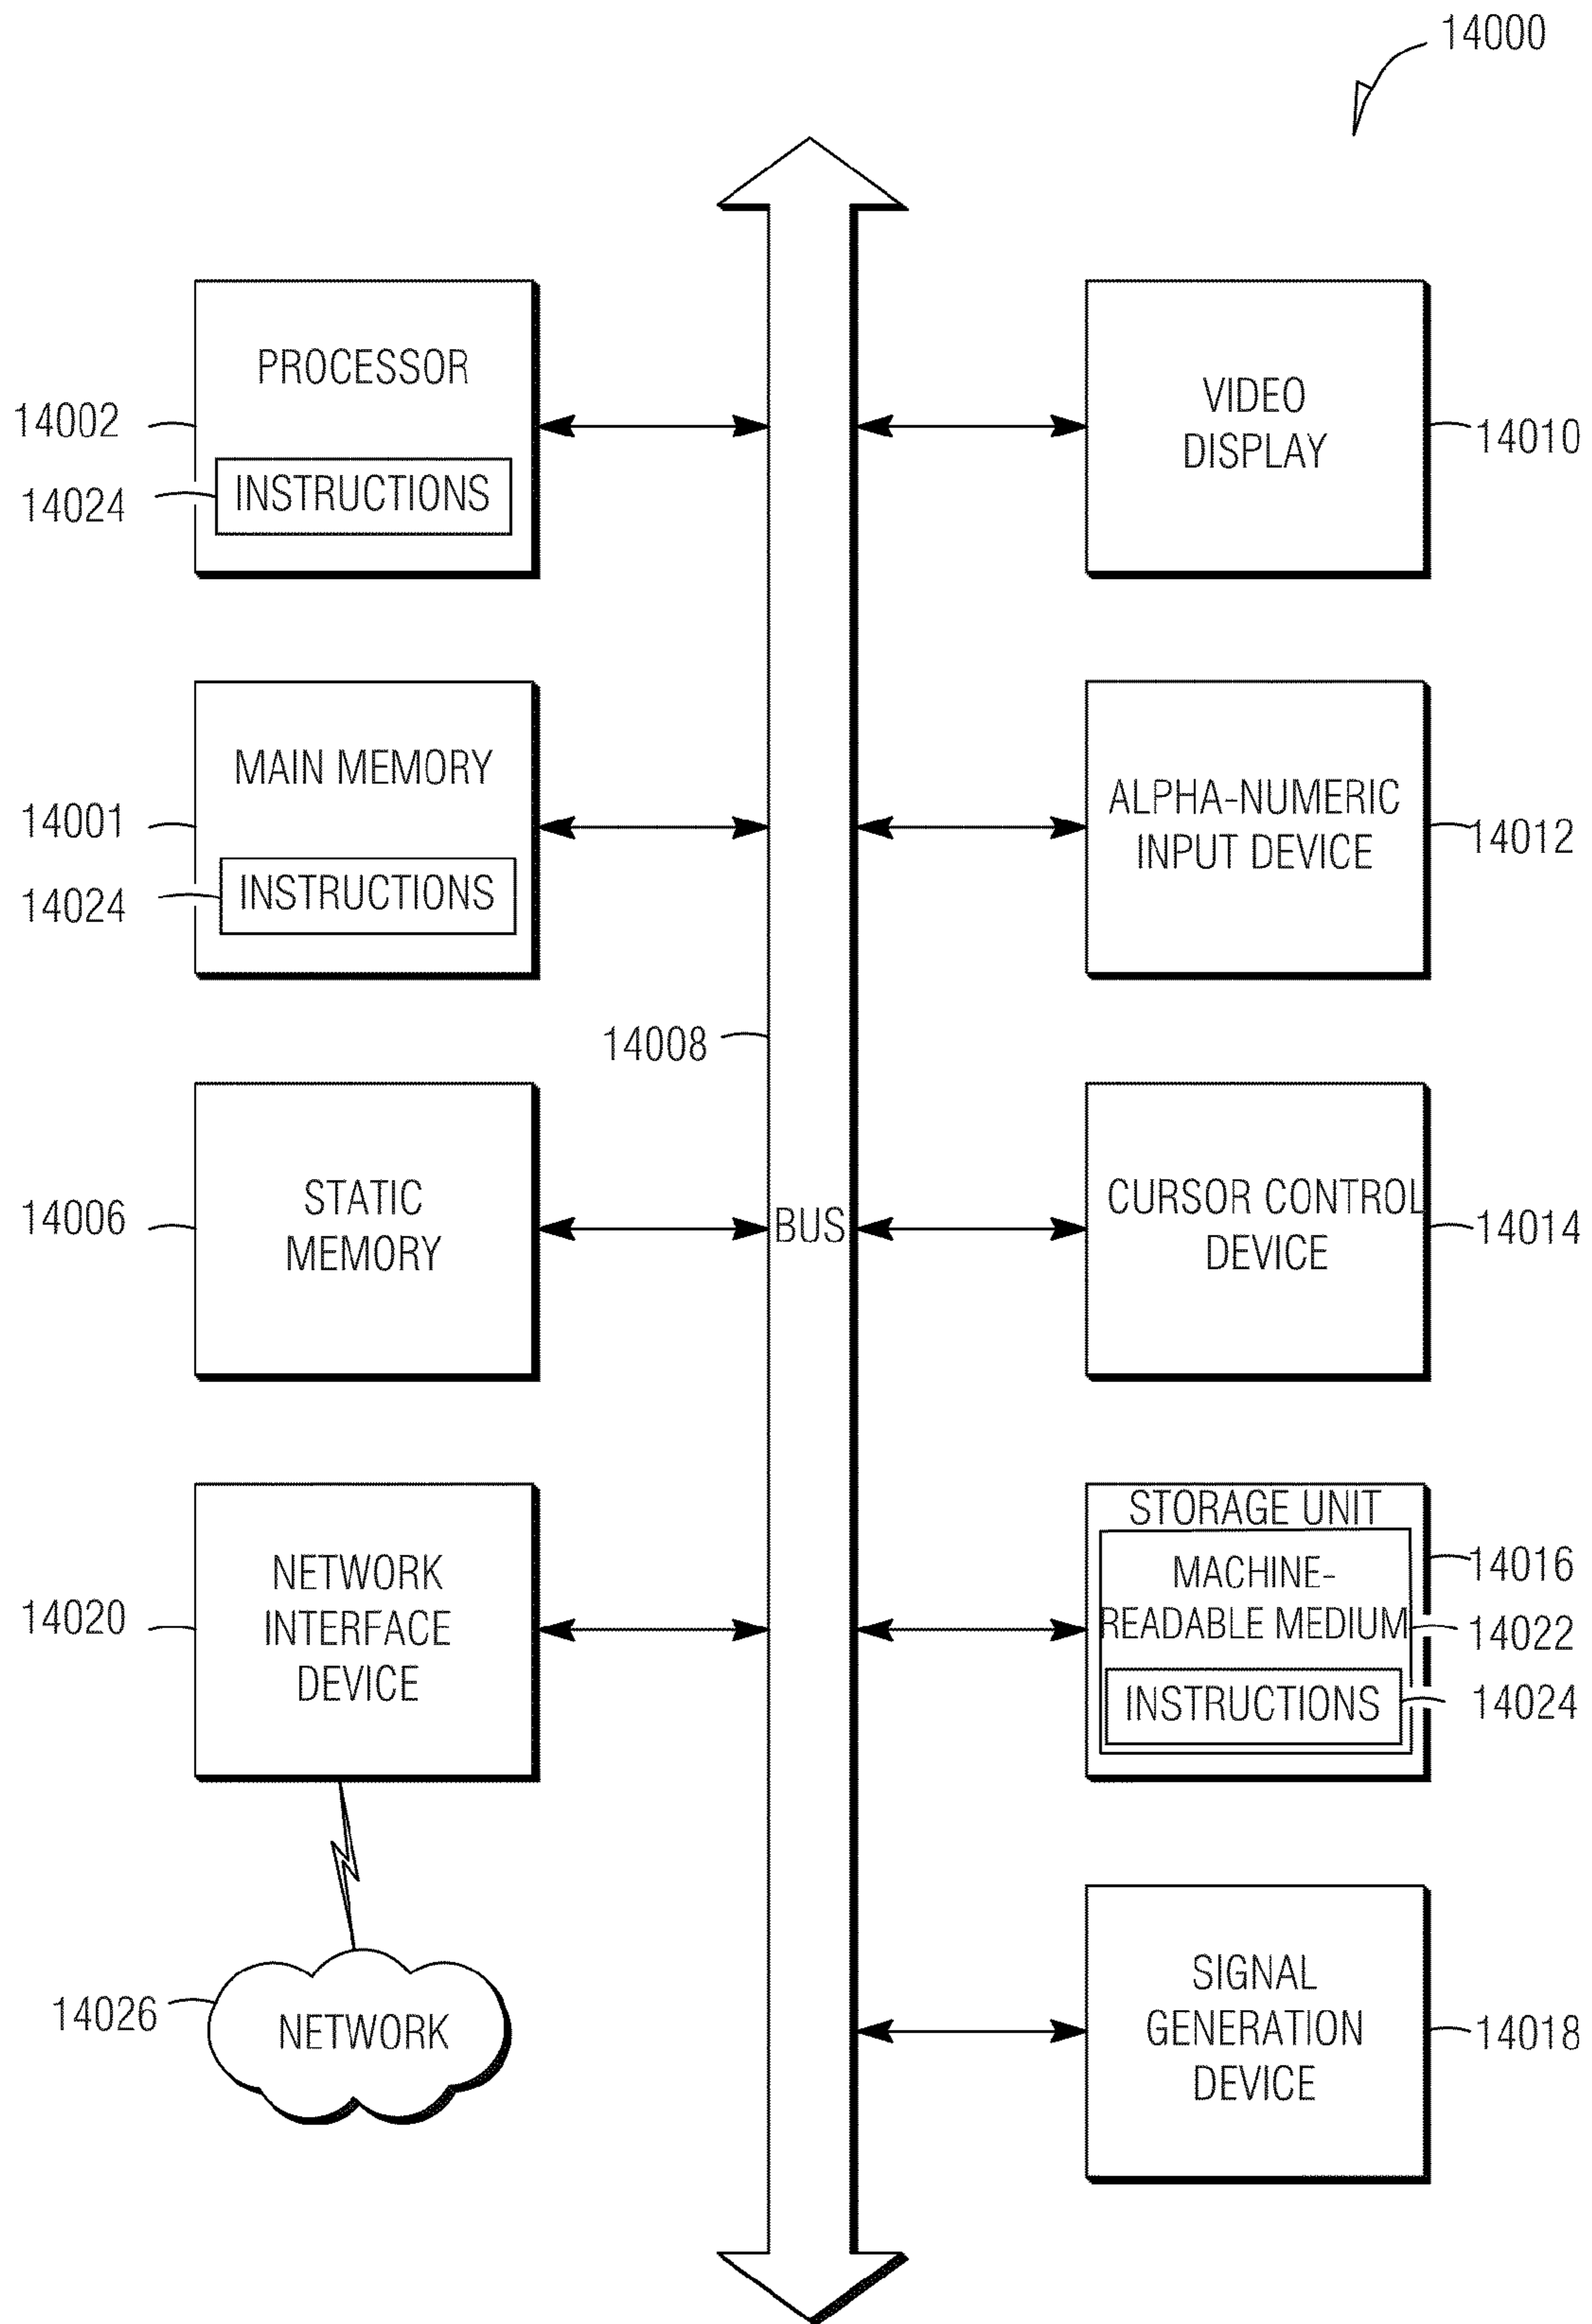 14000
PROCESSOR
14002
INSTRUCTIONS
14024
VIDEO
DISPLAY
14010
MAIN MEMORY
14001
INSTRUCTIONS
14024
ALPHA-NUMERIC
INPUT DEVICE
14012
14008
STATIC
MEMORY
14006
BUS
CURSOR CONTROL
DEVICE
14014
NETWORK
INTERFACE
DEVICE
14020
STORAGE UNIT
14016
MACHINE-
READABLE MEDIUM
14022
INSTRUCTIONS
14024
14026
NETWORK
SIGNAL
GENERATION
DEVICE
14018